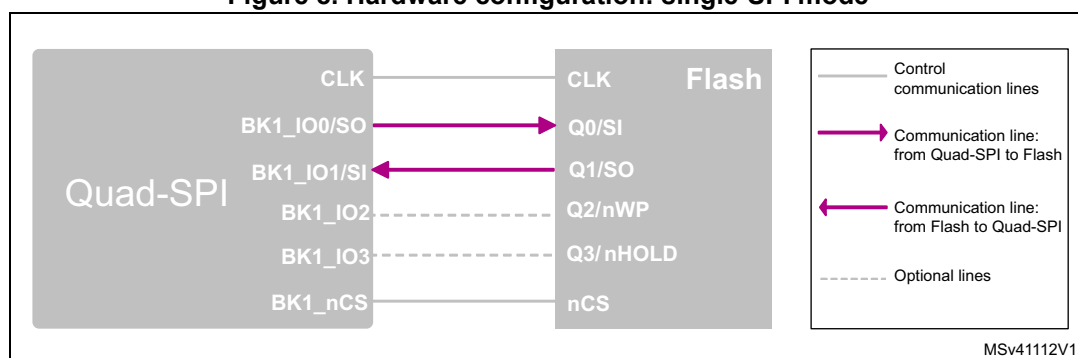 Figure 8. Hardware configuration: single SPI mode
CLK
BK1_IO0/SO
BK1_IO1/SI
Quad-SPI
BK1_IO2
BK1_IO3
BK1_nCS
Flash
CLK
Q0/SI
Q1/SO
Q2/nWP
Q3/nHOLD
nCS
Control
communication lines
Communication line:
from Quad-SPI to Flash
Communication line:
from Flash to Quad-SPI
Optional lines
MSv41112V1